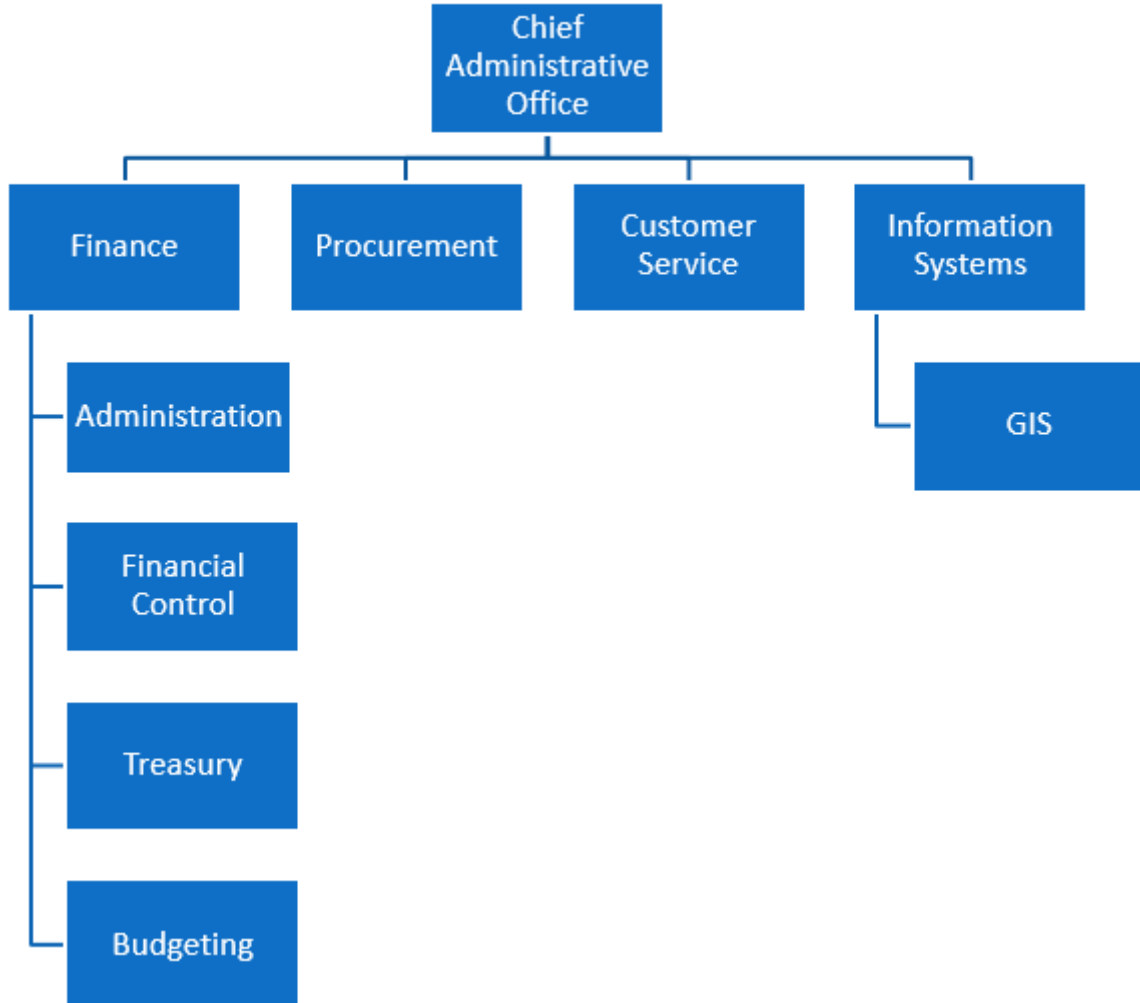 Chief
Administrative
Office
Finance
Procurement
Customer
Service
Information
Systems
Administration
GIS
Financial
Control
Treasury
Budgeting